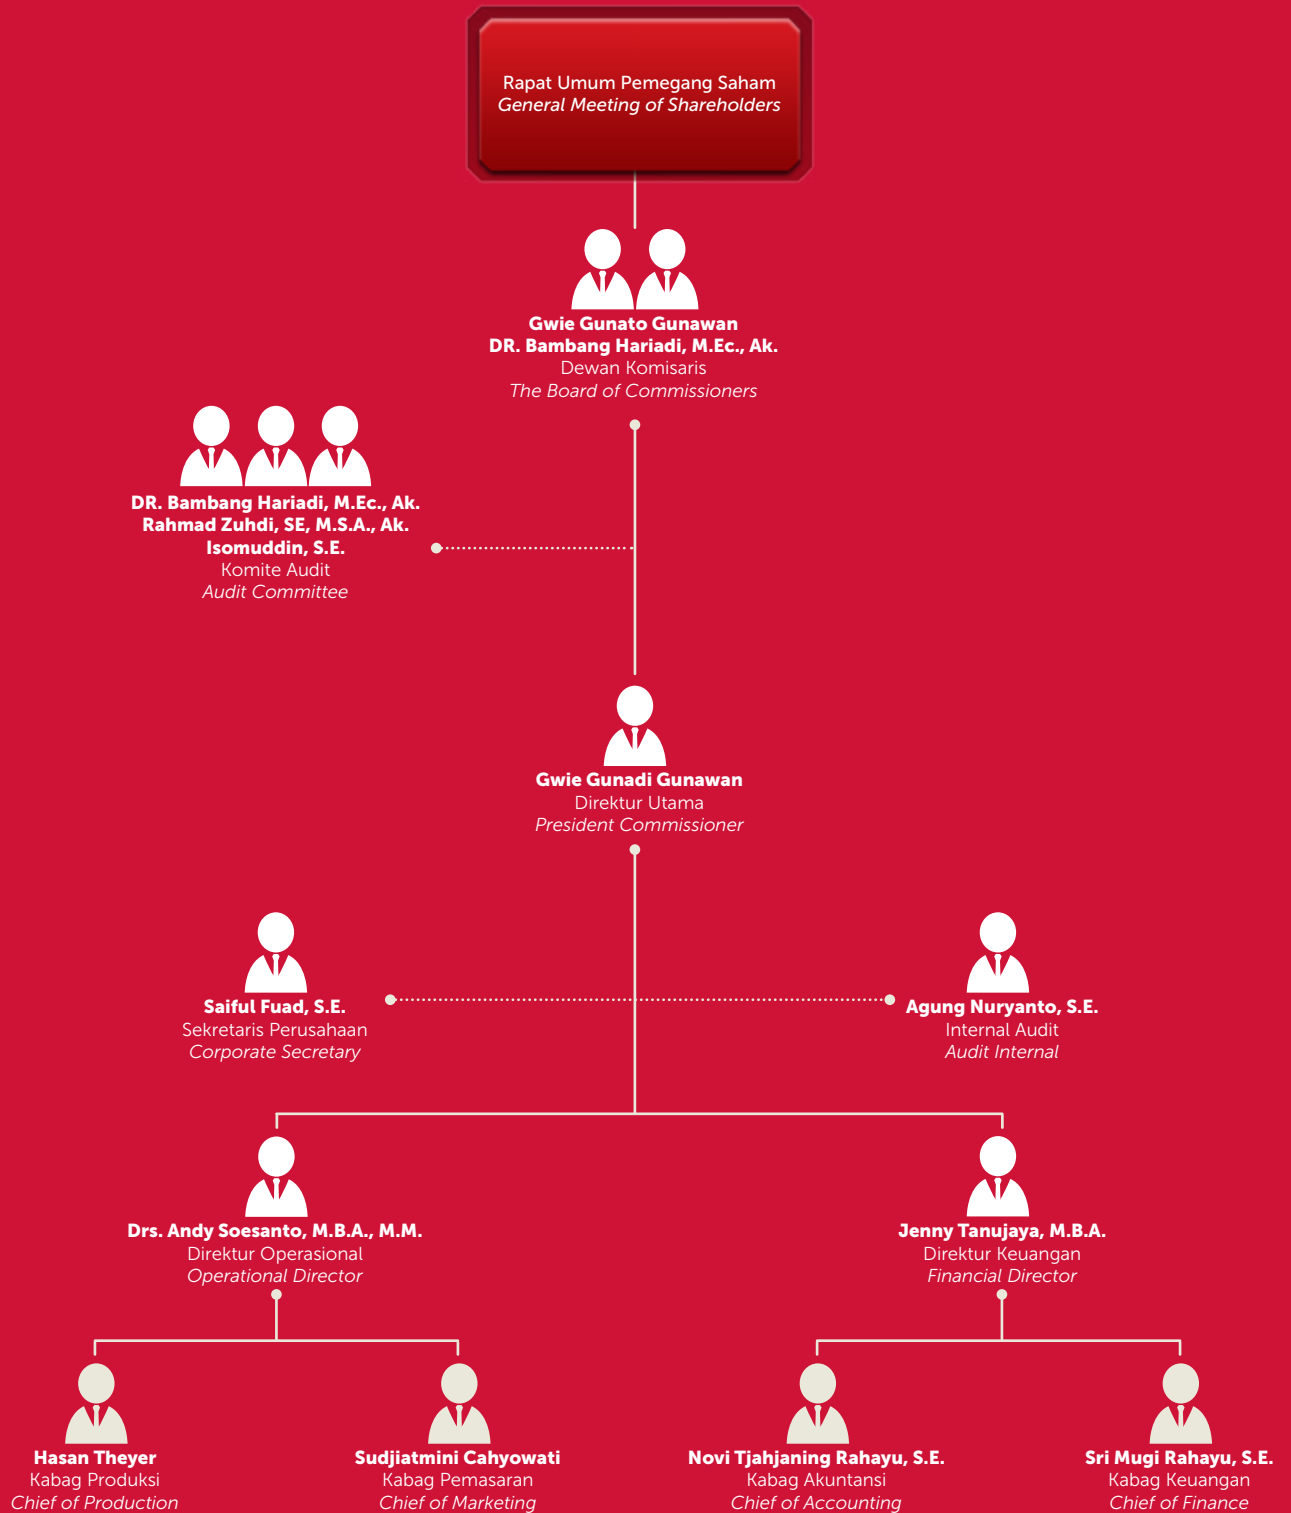 Rapat Umum Pemegang Saham
General Meeting of Shareholders
Gwie Gunato Gunawan
DR. Bambang Hariadi, M.Ec., Ak.
Dewan Komisaris
The Board of Commissioners
DR. Bambang Hariadi, M.Ec., Ak.
Rahmad Zuhdi, SE, M.S.A., Ak.
Isomuddin, S.E.
Komite Audit
Audit Committee
Gwie Gunadi Gunawan
Direktur Utama
President Commissioner
Saiful Fuad, S.E.
Sekretaris Perusahaan
Corporate Secretary
Agung Nuryanto, S.E.
Internal Audit
Audit Internal
Drs. Andy Soesanto, M.B.A., M.M.
Direktur Operasional
Operational Director
Jenny Tanujaya, M.B.A.
Direktur Keuangan
Financial Director
Hasan Theyer
Kabag Produksi
Chief of Production
Sudjiatmini Cahyowati
Kabag Pemasaran
Chief of Marketing
Novi Tjahjaning Rahayu, S.E.
Kabag Akuntansi
Chief of Accounting
Sri Mugi Rahayu, S.E.
Kabag Keuangan
Chief of Finance